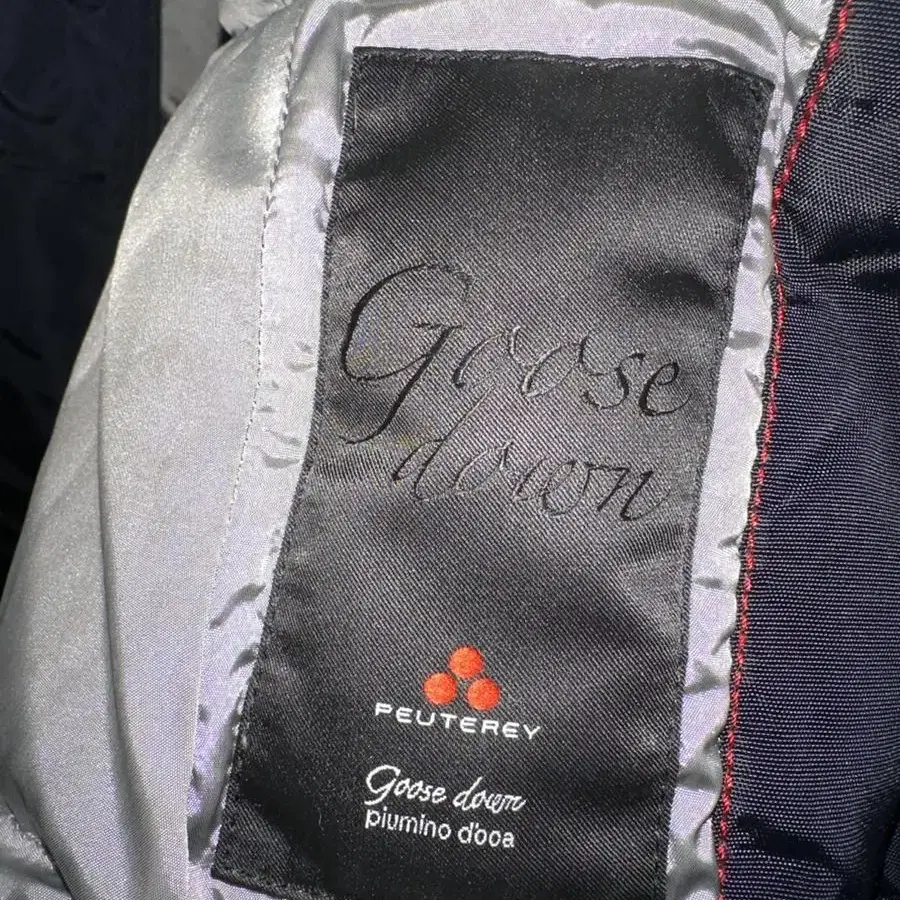 Goose
down
PEUTEREY
Goose down
piumino d'oca